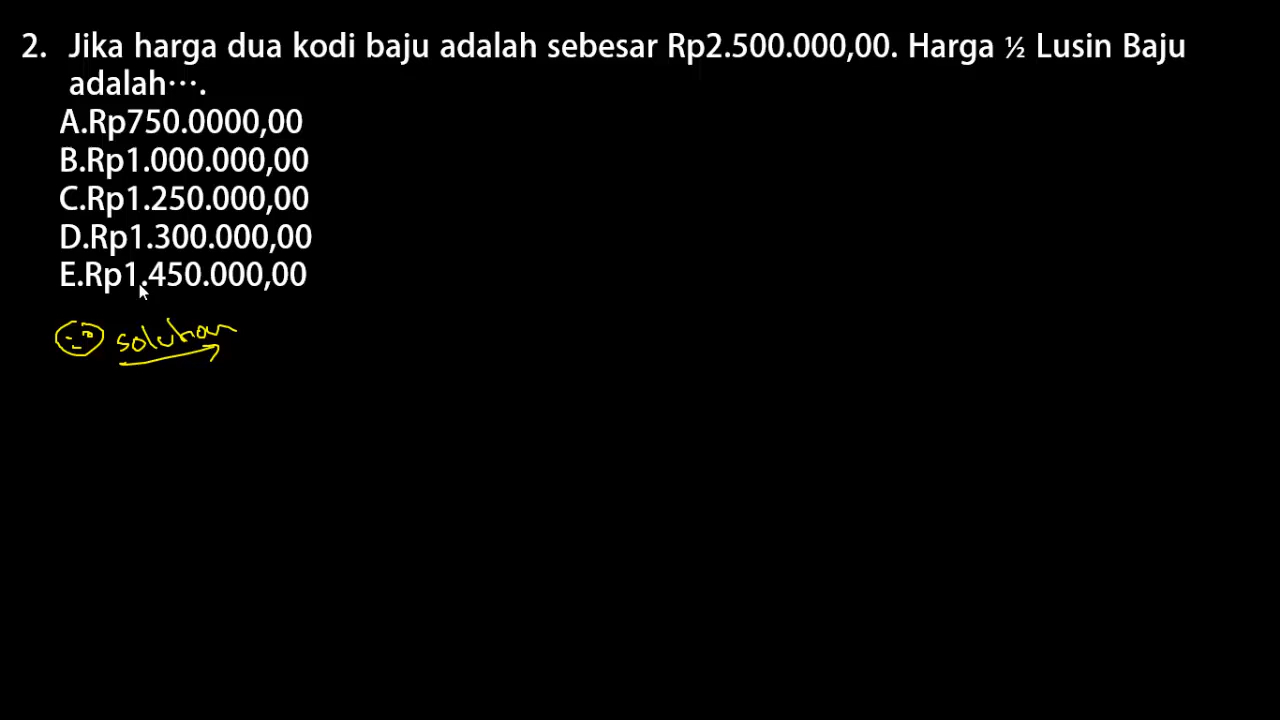 2. Jika harga dua kodi baju adalah sebesar Rp2.500.000,00. Harga ½ Lusin Baju
adalah⋯.
A.Rp750.0000,00
B.Rp1.000.000,00
C.Rp1.250.000,00
D.Rp1.300.000,00
E.Rp1.450.000,00
soluhan